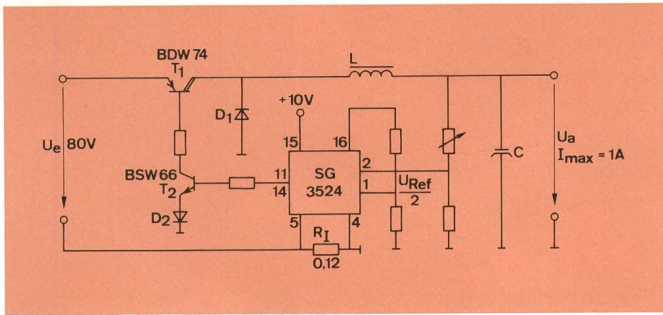 BDW 74
T1
L
+10V
D1
15
16
Ue 80V
BSW 66
T2
11
14
SG
3524
2
1
URef
2
C
Ua
Imax = 1A
D2
5
4
RI
0,12